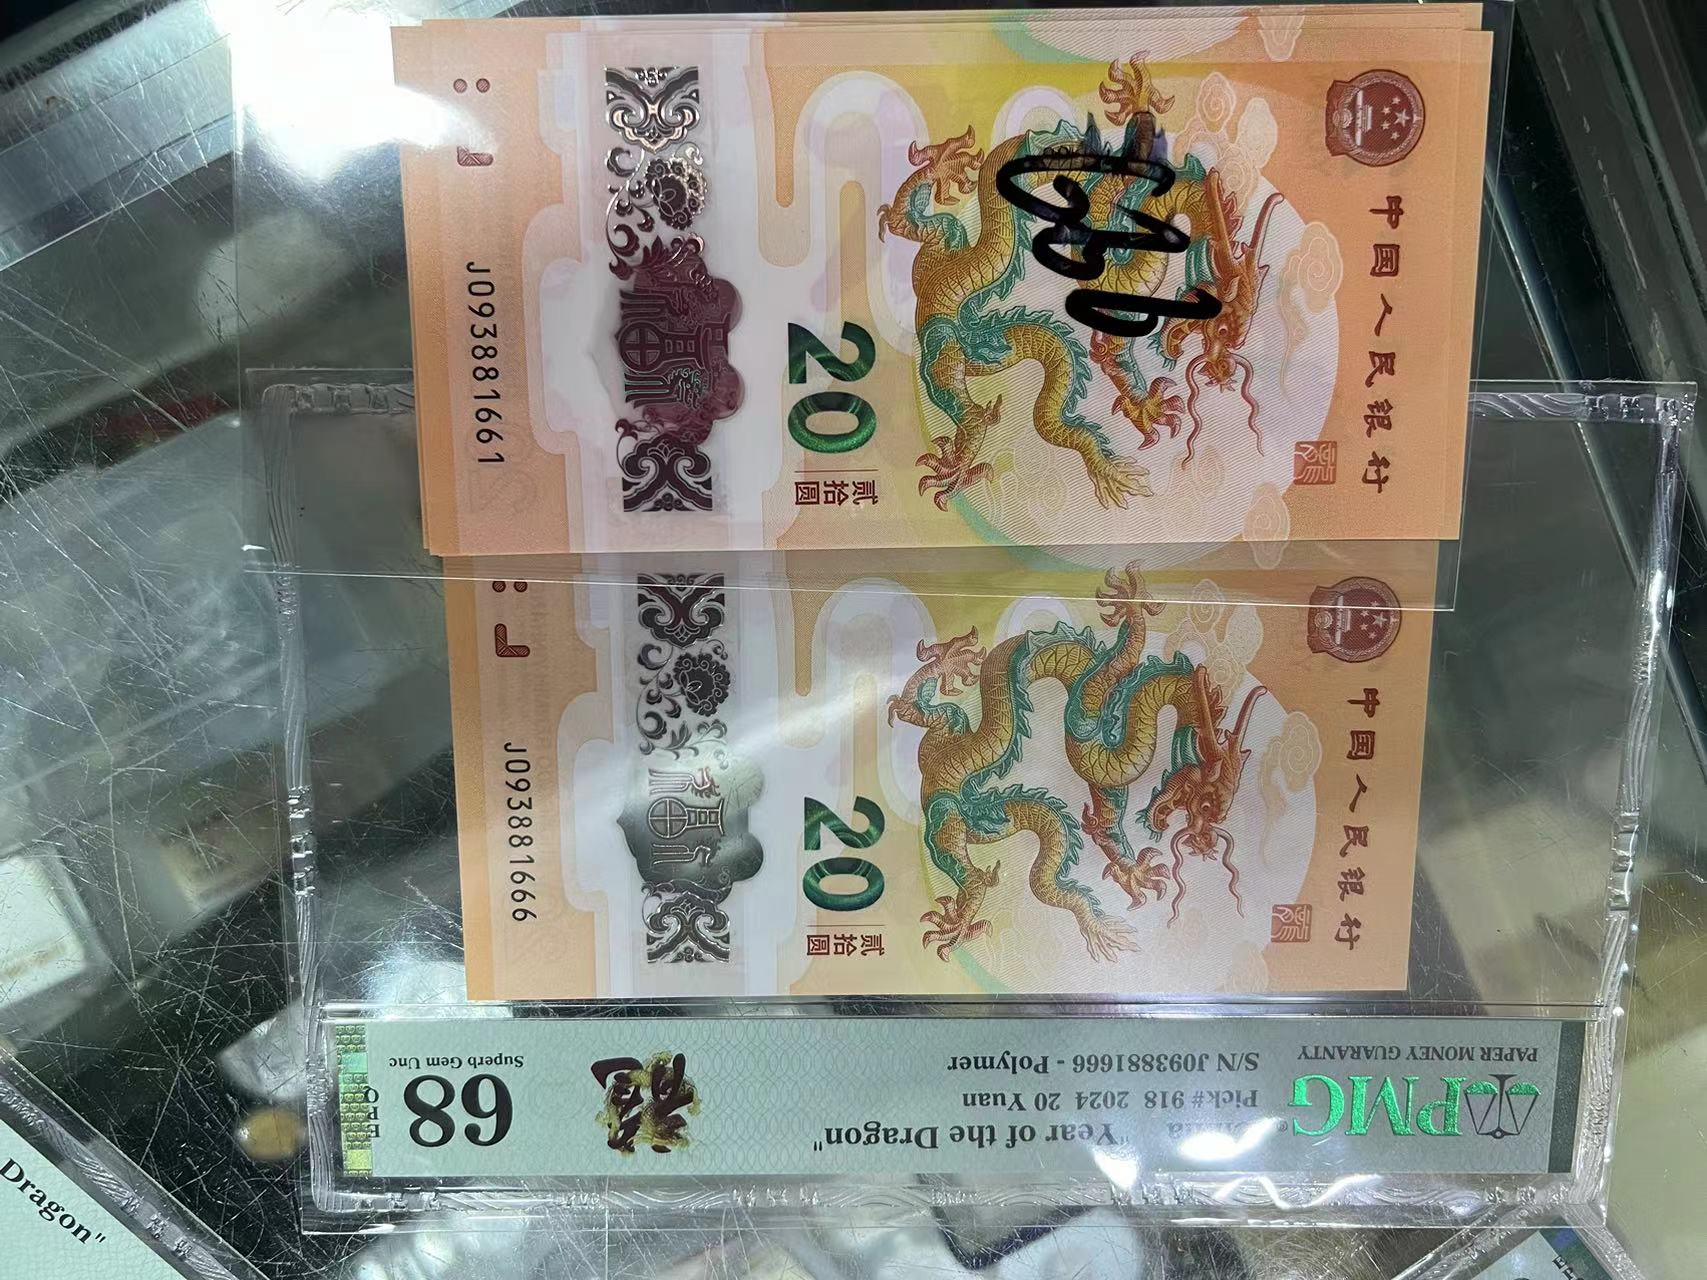 中国人民银行
20
贰拾圆
J093881661
中国人民银行
20
贰拾圆
J093881666
PMG
PAPER MONEY GUARANTY
"Year of the Dragon"
Pick# 918 2024 20 Yuan
S/N J093881666 - Polymer
68
Superb Gem Unc
EPQ
Dragon"